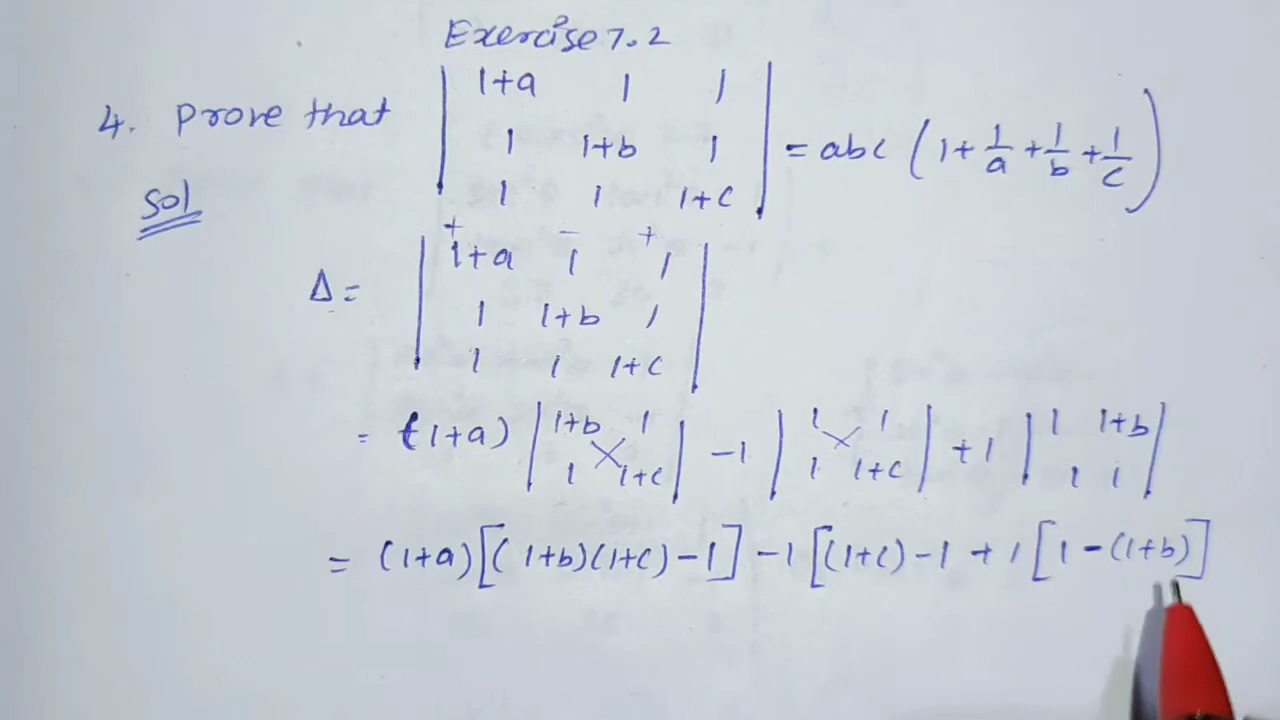 Exercise 7.2
4. Prove that | 1+a 1 1 | = abc (1 + 1/a + 1/b + 1/c)
| 1 1+b 1 |
| 1 1 1+c |
Sol
+ − +
Δ = | 1+a 1 1 |
| 1 1+b 1 |
| 1 1 1+c |
= (1+a) | 1+b 1 | −1 | 1 1 | +1 | 1 1+b |
| 1 1+c | | 1 1+c | | 1 1 |
= (1+a) [(1+b)(1+c) −1] −1 [(1+c) −1 + 1 [1 − (1+b)]